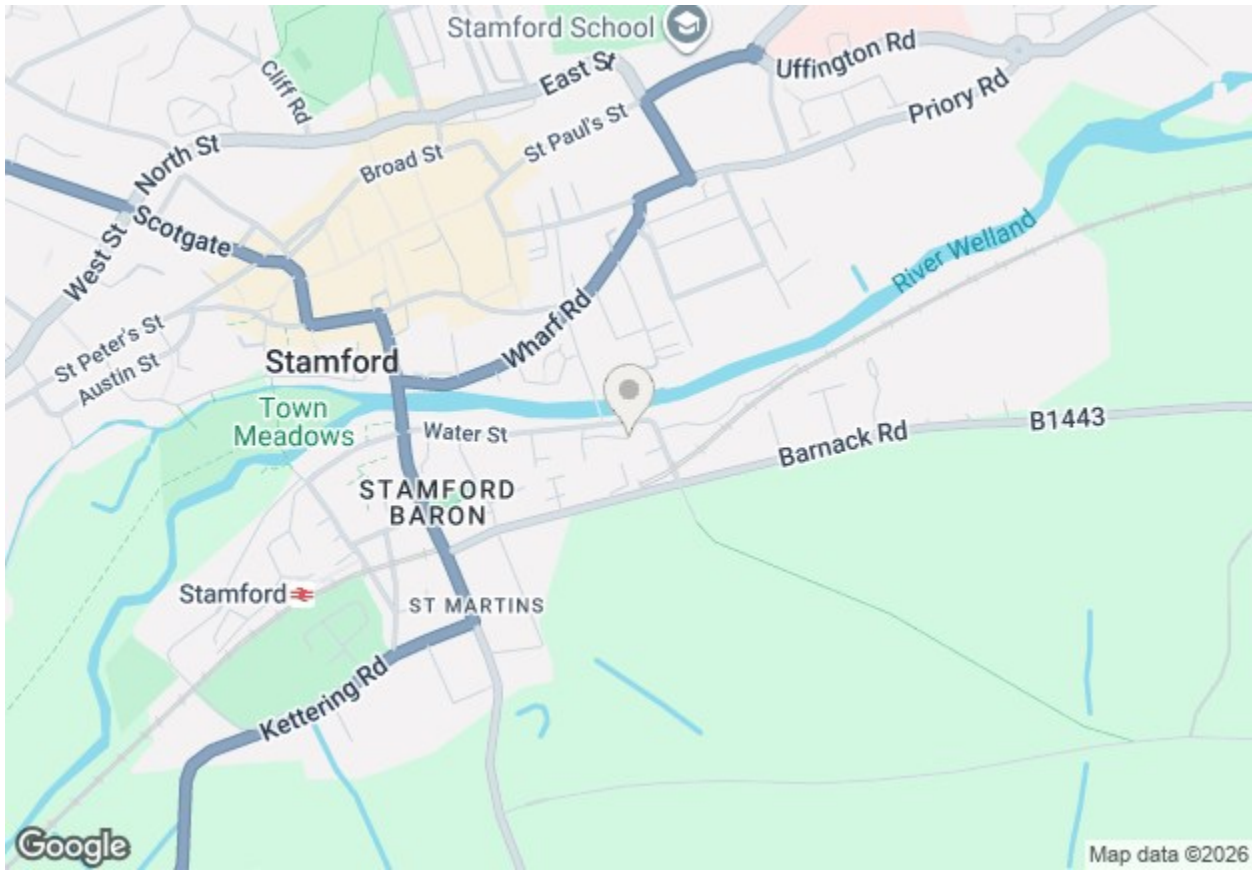 Stamford School
Uffington Rd
East St
Cliff Rd
Priory Rd
St Paul's St
North St
Broad St
Scotgate
West St
River Welland
Wharf Rd
St Peter's St
Austin St
Stamford
Town
Meadows
Water St
Barnack Rd
B1443
STAMFORD
BARON
Stamford
ST MARTINS
Kettering Rd
Google
Map data ©2026